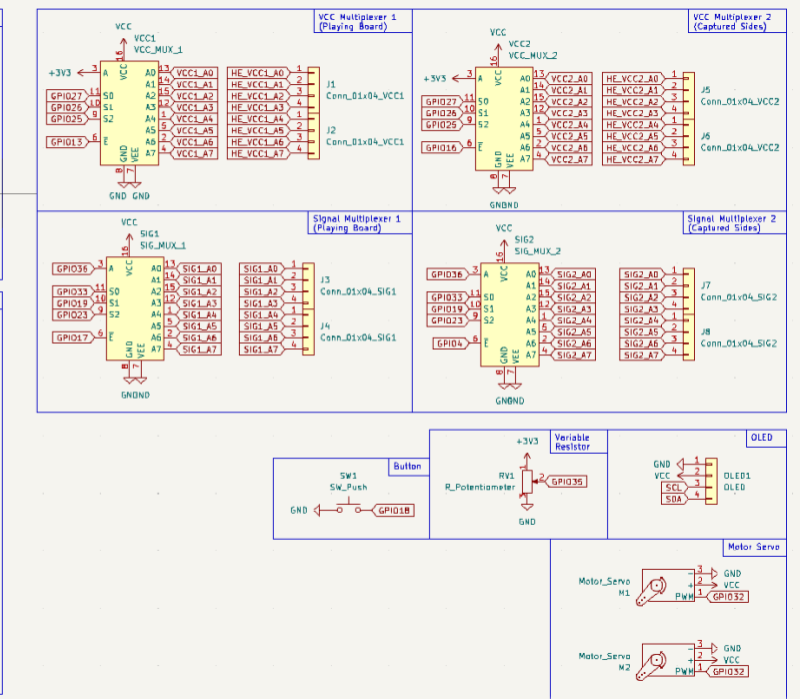 VCC Multiplexer 1
(Playing Board)
VCC
VCC1
VCC_MUX_1
16
VCC
+3V3 3 A
GPIO27 11 S0
GPIO26 10 S1
GPIO25 9 S2
GPIO13 6 E
A0 13 VCC1_A0
A1 14 VCC1_A1
A2 15 VCC1_A2
A3 12 VCC1_A3
A4 1 VCC1_A4
A5 5 VCC1_A5
A6 2 VCC1_A6
A7 4 VCC1_A7
GND VEE
8 7
GND GND
HE_VCC1_A0 1
HE_VCC1_A1 2
HE_VCC1_A2 3
HE_VCC1_A3 4
HE_VCC1_A4 1
HE_VCC1_A5 2
HE_VCC1_A6 3
HE_VCC1_A7 4
J1
Conn_01x04_VCC1
J2
Conn_01x04_VCC1
VCC Multiplexer 2
(Captured Sides)
VCC
VCC2
VCC_MUX_2
16
VCC
+3V3 3 A
GPIO27 11 S0
GPIO26 10 S1
GPIO25 9 S2
GPIO16 6 E
A0 13 VCC2_A0
A1 14 VCC2_A1
A2 15 VCC2_A2
A3 12 VCC2_A3
A4 1 VCC2_A4
A5 5 VCC2_A5
A6 2 VCC2_A6
A7 4 VCC2_A7
GND VEE
8 7
GND GND
HE_VCC2_A0 1
HE_VCC2_A1 2
HE_VCC2_A2 3
HE_VCC2_A3 4
HE_VCC2_A4 1
HE_VCC2_A5 2
HE_VCC2_A6 3
HE_VCC2_A7 4
J5
Conn_01x04_VCC2
J6
Conn_01x04_VCC2
Signal Multiplexer 1
(Playing Board)
VCC
SIG1
SIG_MUX_1
16
VCC
GPIO36 3 A
GPIO33 11 S0
GPIO19 10 S1
GPIO23 9 S2
GPIO17 6 E
A0 13 SIG1_A0
A1 14 SIG1_A1
A2 15 SIG1_A2
A3 12 SIG1_A3
A4 1 SIG1_A4
A5 5 SIG1_A5
A6 2 SIG1_A6
A7 4 SIG1_A7
GND VEE
8 7
GND GND
SIG1_A0 1
SIG1_A1 2
SIG1_A2 3
SIG1_A3 4
SIG1_A4 1
SIG1_A5 2
SIG1_A6 3
SIG1_A7 4
J3
Conn_01x04_SIG1
J4
Conn_01x04_SIG1
Signal Multiplexer 2
(Captured Sides)
VCC
SIG2
SIG_MUX_2
16
VCC
GPIO36 3 A
GPIO33 11 S0
GPIO19 10 S1
GPIO23 9 S2
GPIO4 6 E
A0 13 SIG2_A0
A1 14 SIG2_A1
A2 15 SIG2_A2
A3 12 SIG2_A3
A4 1 SIG2_A4
A5 5 SIG2_A5
A6 2 SIG2_A6
A7 4 SIG2_A7
GND VEE
8 7
GND GND
SIG2_A0 1
SIG2_A1 2
SIG2_A2 3
SIG2_A3 4
SIG2_A4 1
SIG2_A5 2
SIG2_A6 3
SIG2_A7 4
J7
Conn_01x04_SIG2
J8
Conn_01x04_SIG2
Button
SW1
SW_Push
GND GPIO18
Variable
Resistor
+3V3
1
RV1
R_Potentiometer
2 GPIO35
GND
OLED
GND 1
VCC 2
SCL 3
SDA 4
OLED1
OLED
Motor Servo
Motor_Servo
M1
- 3 GND
+ 2 VCC
PWM 1 GPIO32
Motor_Servo
M2
- 3 GND
+ 2 VCC
PWM 1 GPIO32